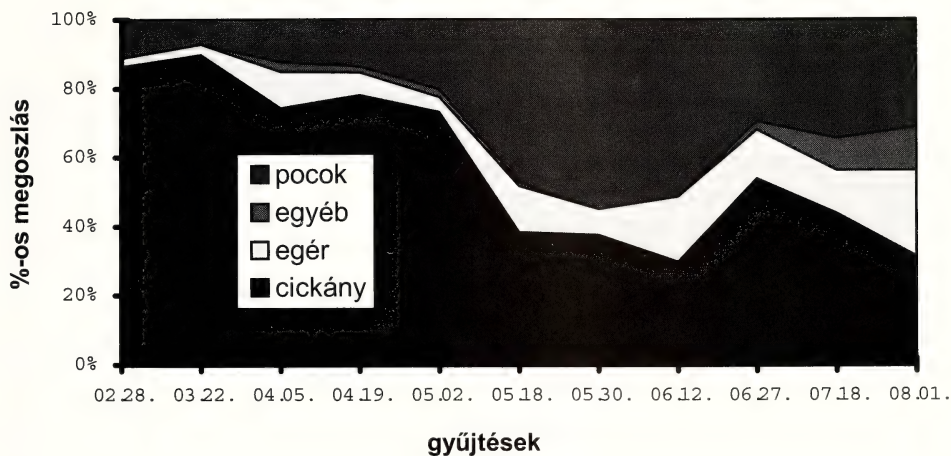 100%
80%
60%
40%
20%
0%
%-os megoszlás
pocok
egyéb
egér
cickány
02.28. 03.22. 04.05. 04.19. 05.02. 05.18. 05.30. 06.12. 06.27. 07.18. 08.01.
gyűjtések